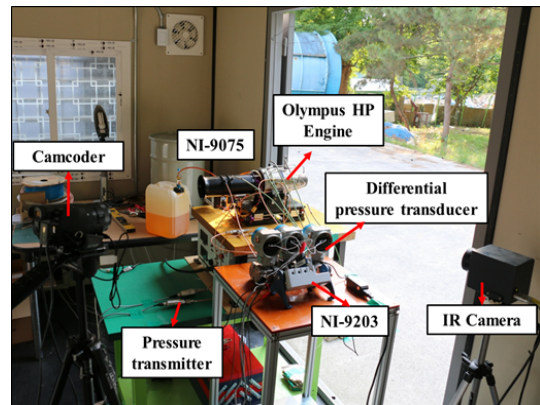 Olympus HP
Engine
NI-9075
Camcoder
Differential
pressure transducer
NI-9203
IR Camera
Pressure
transmitter